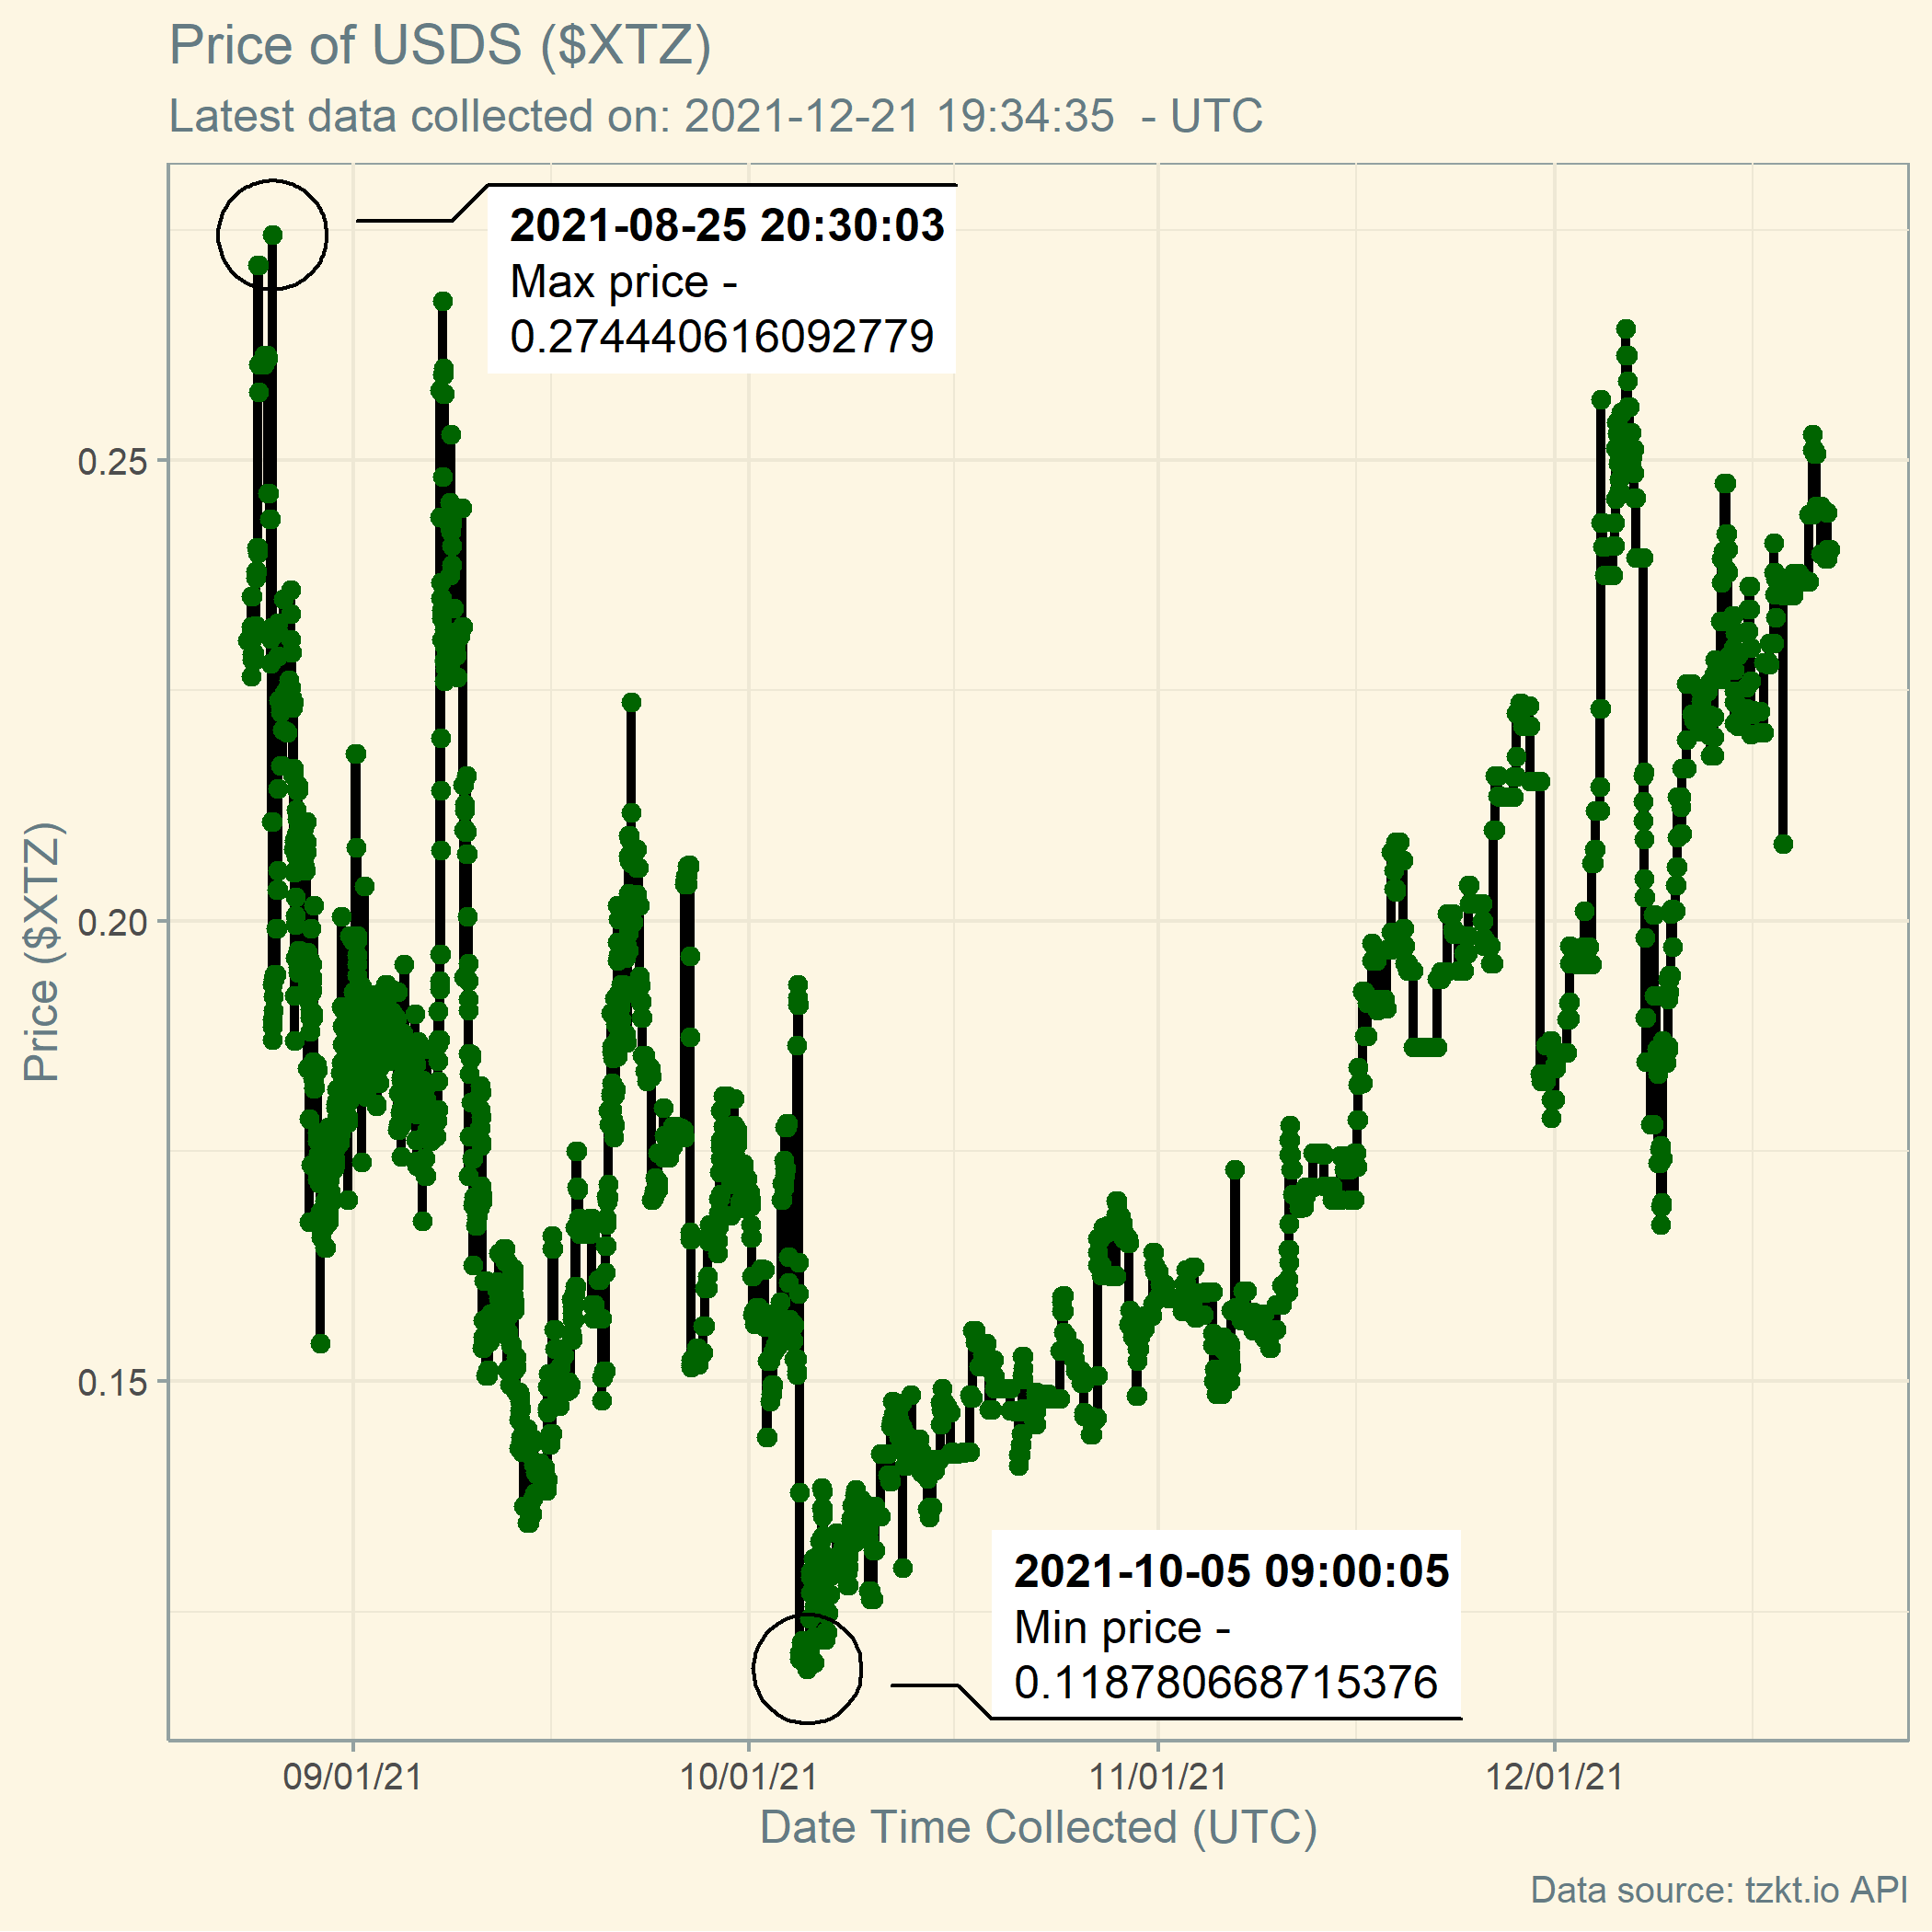 Price of USDS ($XTZ)
Latest data collected on: 2021-12-21 19:34:35  - UTC
2021-08-25 20:30:03
Max price -
0.274440616092779
0.25
0.20
0.15
Price ($XTZ)
2021-10-05 09:00:05
Min price -
0.118780668715376
09/01/21
10/01/21
11/01/21
12/01/21
Date Time Collected (UTC)
Data source: tzkt.io API